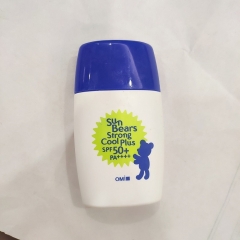 Sun
Bears
Strong
Cool Plus
SPF50+
PA++++
OMI